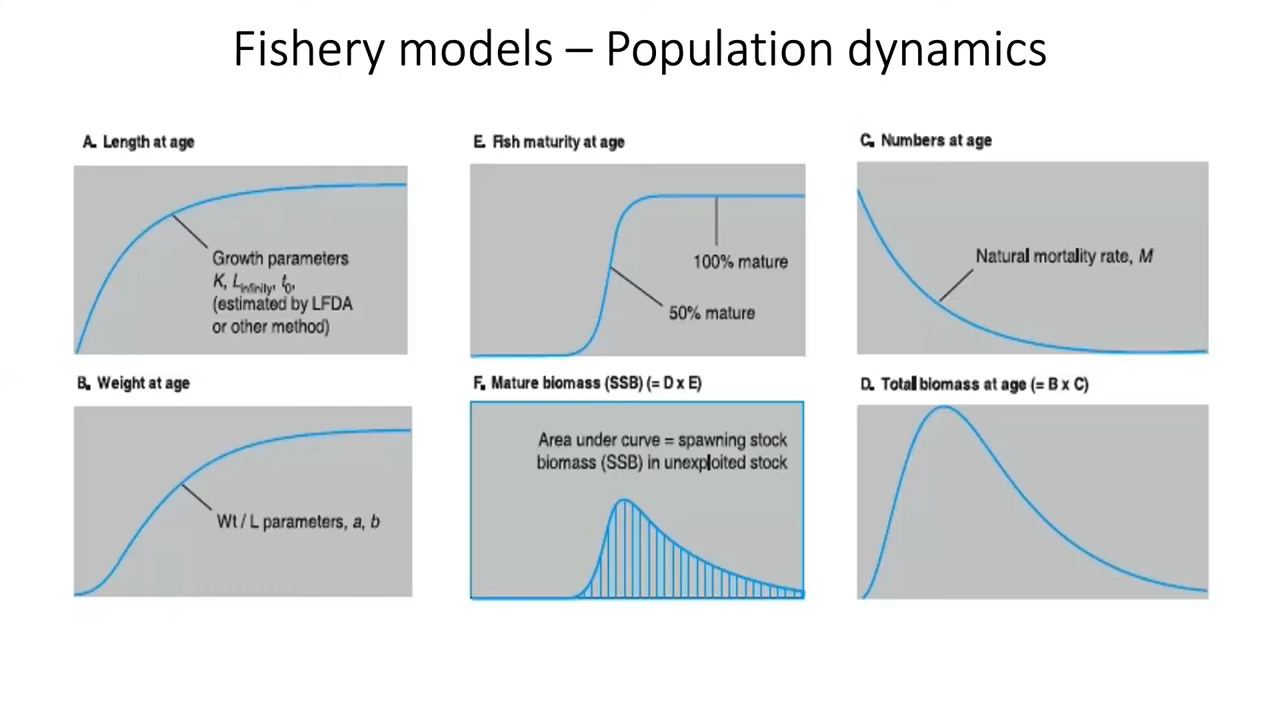 Fishery models – Population dynamics
A. Length at age
Growth parameters
K, Linfinity, t0,
(estimated by LFDA
or other method)
B. Weight at age
Wt / L parameters, a, b
E. Fish maturity at age
100% mature
50% mature
F. Mature biomass (SSB) (= D x E)
Area under curve = spawning stock
biomass (SSB) in unexploited stock
C. Numbers at age
Natural mortality rate, M
D. Total biomass at age (= B x C)